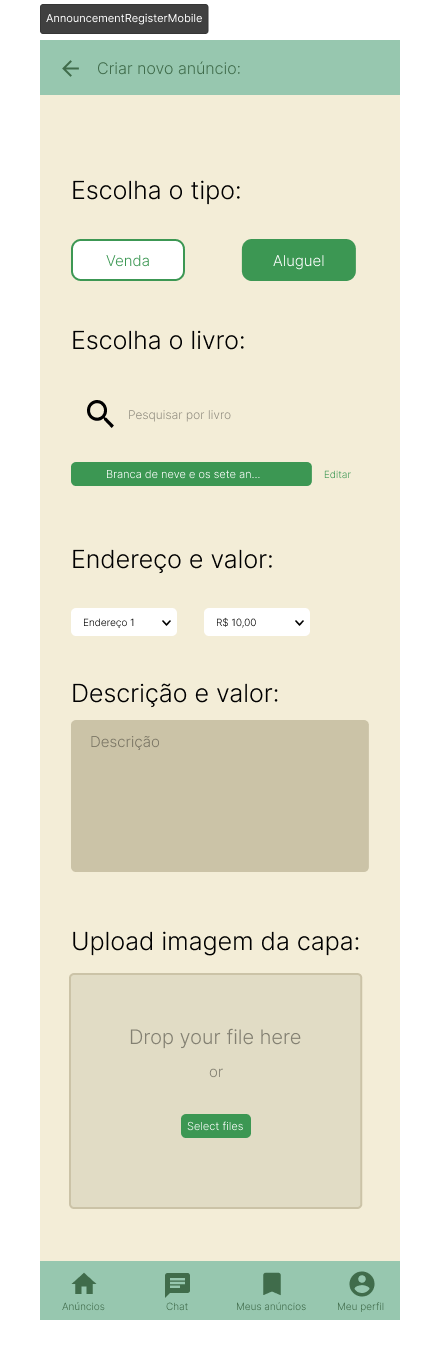 AnnouncementRegisterMobile
Criar novo anúncio:
Escolha o tipo:
Venda
Aluguel
Escolha o livro:
Pesquisar por livro
Branca de neve e os sete an...
Editar
Endereço e valor:
Endereço 1
R$ 10,00
Descrição e valor:
Descrição
Upload imagem da capa:
Drop your file here
or
Select files
Anúncios
Chat
Meus anúncios
Meu perfil